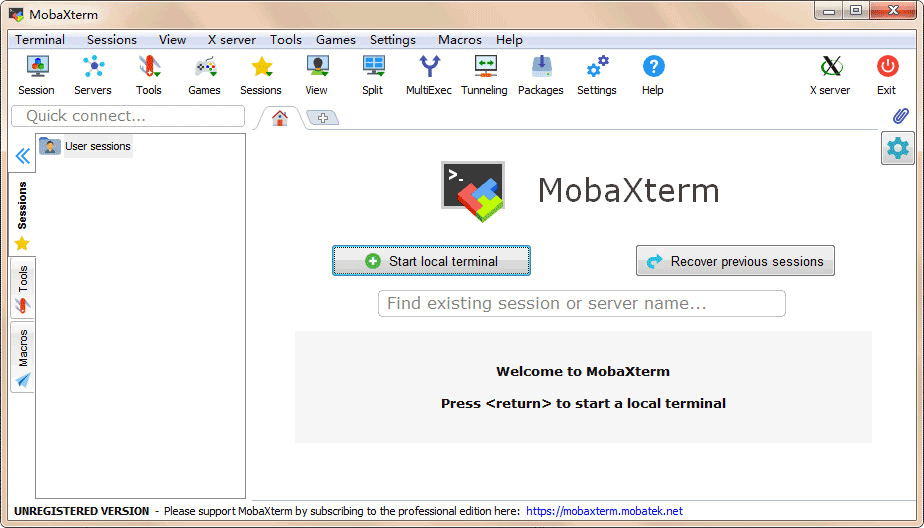 MobaXterm
Terminal Sessions View X server Tools Games Settings Macros Help
Session Servers Tools Games Sessions View Split MultiExec Tunneling Packages Settings Help X server Exit
Quick connect...
User sessions
Sessions
Tools
Macros
>_
MobaXterm
Start local terminal
Recover previous sessions
Find existing session or server name...
Welcome to MobaXterm
Press <return> to start a local terminal
UNREGISTERED VERSION - Please support MobaXterm by subscribing to the professional edition here: https://mobaxterm.mobatek.net